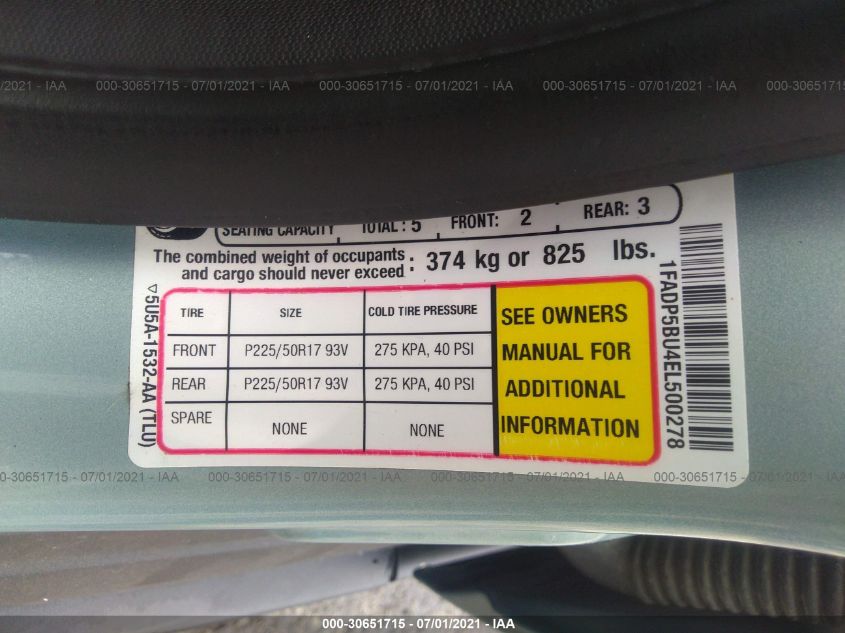 /2021 - IAA 000-30651715 - 07/01/2021 - IAA 000-30651715 - 07/01/2021 - IAA 000-30651715 - 07/01/2021 - IAA 000-30651715
SEATING CAPACITY TOTAL : 5 FRONT: 2 REAR: 3
The combined weight of occupants
and cargo should never exceed : 374 kg or 825 lbs.
TIRE SIZE COLD TIRE PRESSURE
FRONT P225/50R17 93V 275 KPA, 40 PSI
REAR P225/50R17 93V 275 KPA, 40 PSI
SPARE NONE NONE
SEE OWNERS
MANUAL FOR
ADDITIONAL
INFORMATION
5U5A-1532-AA (TLU)
1FADP5BU4EL500278
000-30651715 - 07/01/2021 - IAA 000-30651715 - 07/01/2021 - IAA 000-30651715 - 07/01/2021 - IAA 000-30651715 - 07/01/2021 - IAA
000-30651715 - 07/01/2021 - IAA